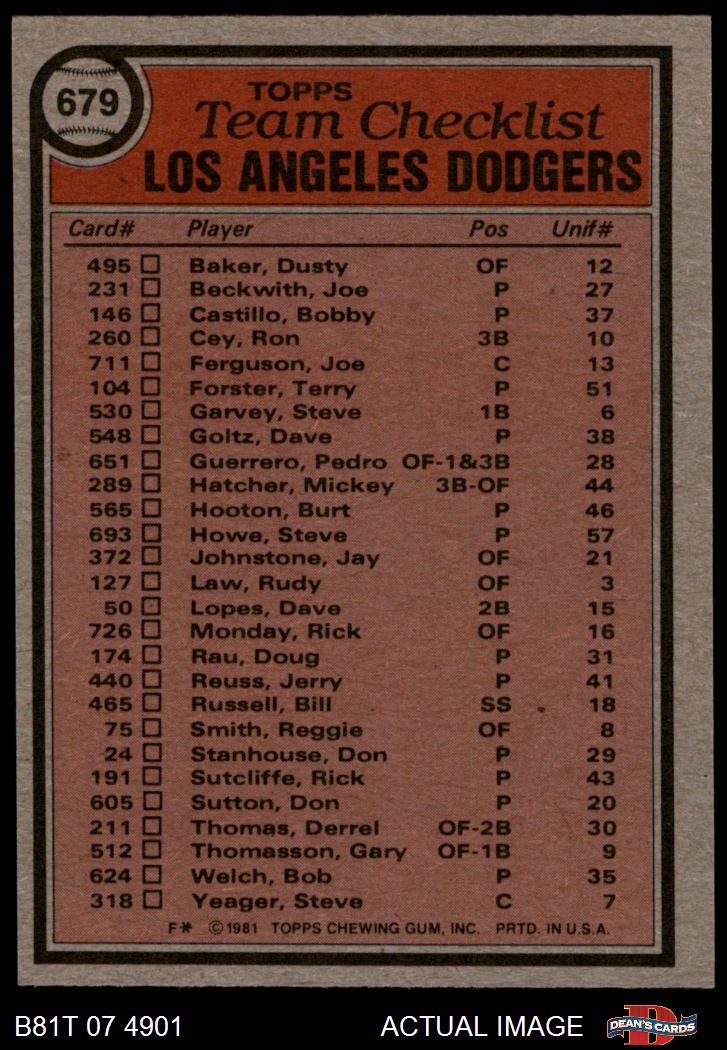 679
TOPPS
Team Checklist
LOS ANGELES DODGERS
Card# Player Pos Unif#
495 Baker, Dusty OF 12
231 Beckwith, Joe P 27
146 Castillo, Bobby P 37
260 Cey, Ron 3B 10
711 Ferguson, Joe C 13
104 Forster, Terry P 51
530 Garvey, Steve 1B 6
548 Goltz, Dave P 38
651 Guerrero, Pedro OF-1&3B 28
289 Hatcher, Mickey 3B-OF 44
565 Hooton, Burt P 46
693 Howe, Steve P 57
372 Johnstone, Jay OF 21
127 Law, Rudy OF 3
50 Lopes, Dave 2B 15
726 Monday, Rick OF 16
174 Rau, Doug P 31
440 Reuss, Jerry P 41
465 Russell, Bill SS 18
75 Smith, Reggie OF 8
24 Stanhouse, Don P 29
191 Sutcliffe, Rick P 43
605 Sutton, Don P 20
211 Thomas, Derrel OF-2B 30
512 Thomasson, Gary OF-1B 9
624 Welch, Bob P 35
318 Yeager, Steve C 7
F* ©1981 TOPPS CHEWING GUM, INC. PRTD. IN U.S.A.
B81T 07 4901 ACTUAL IMAGE DEAN'S CARDS